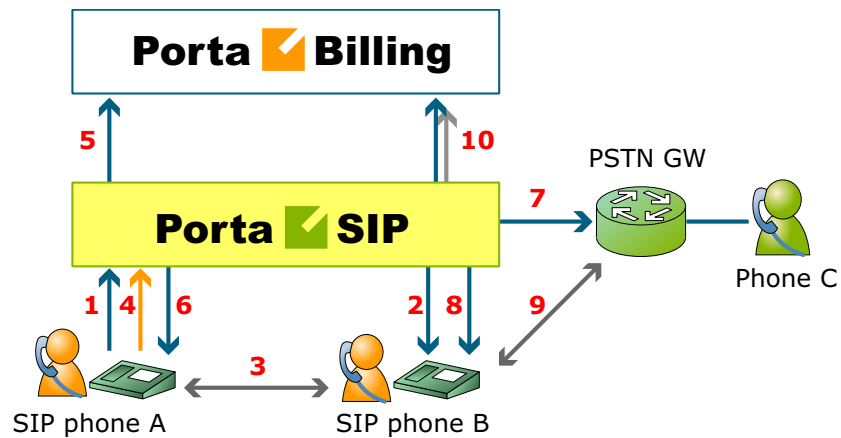 Porta Billing
5
10
PSTN GW
7
Porta SIP
Phone C
1
4
6
2
8
9
3
SIP phone A
SIP phone B